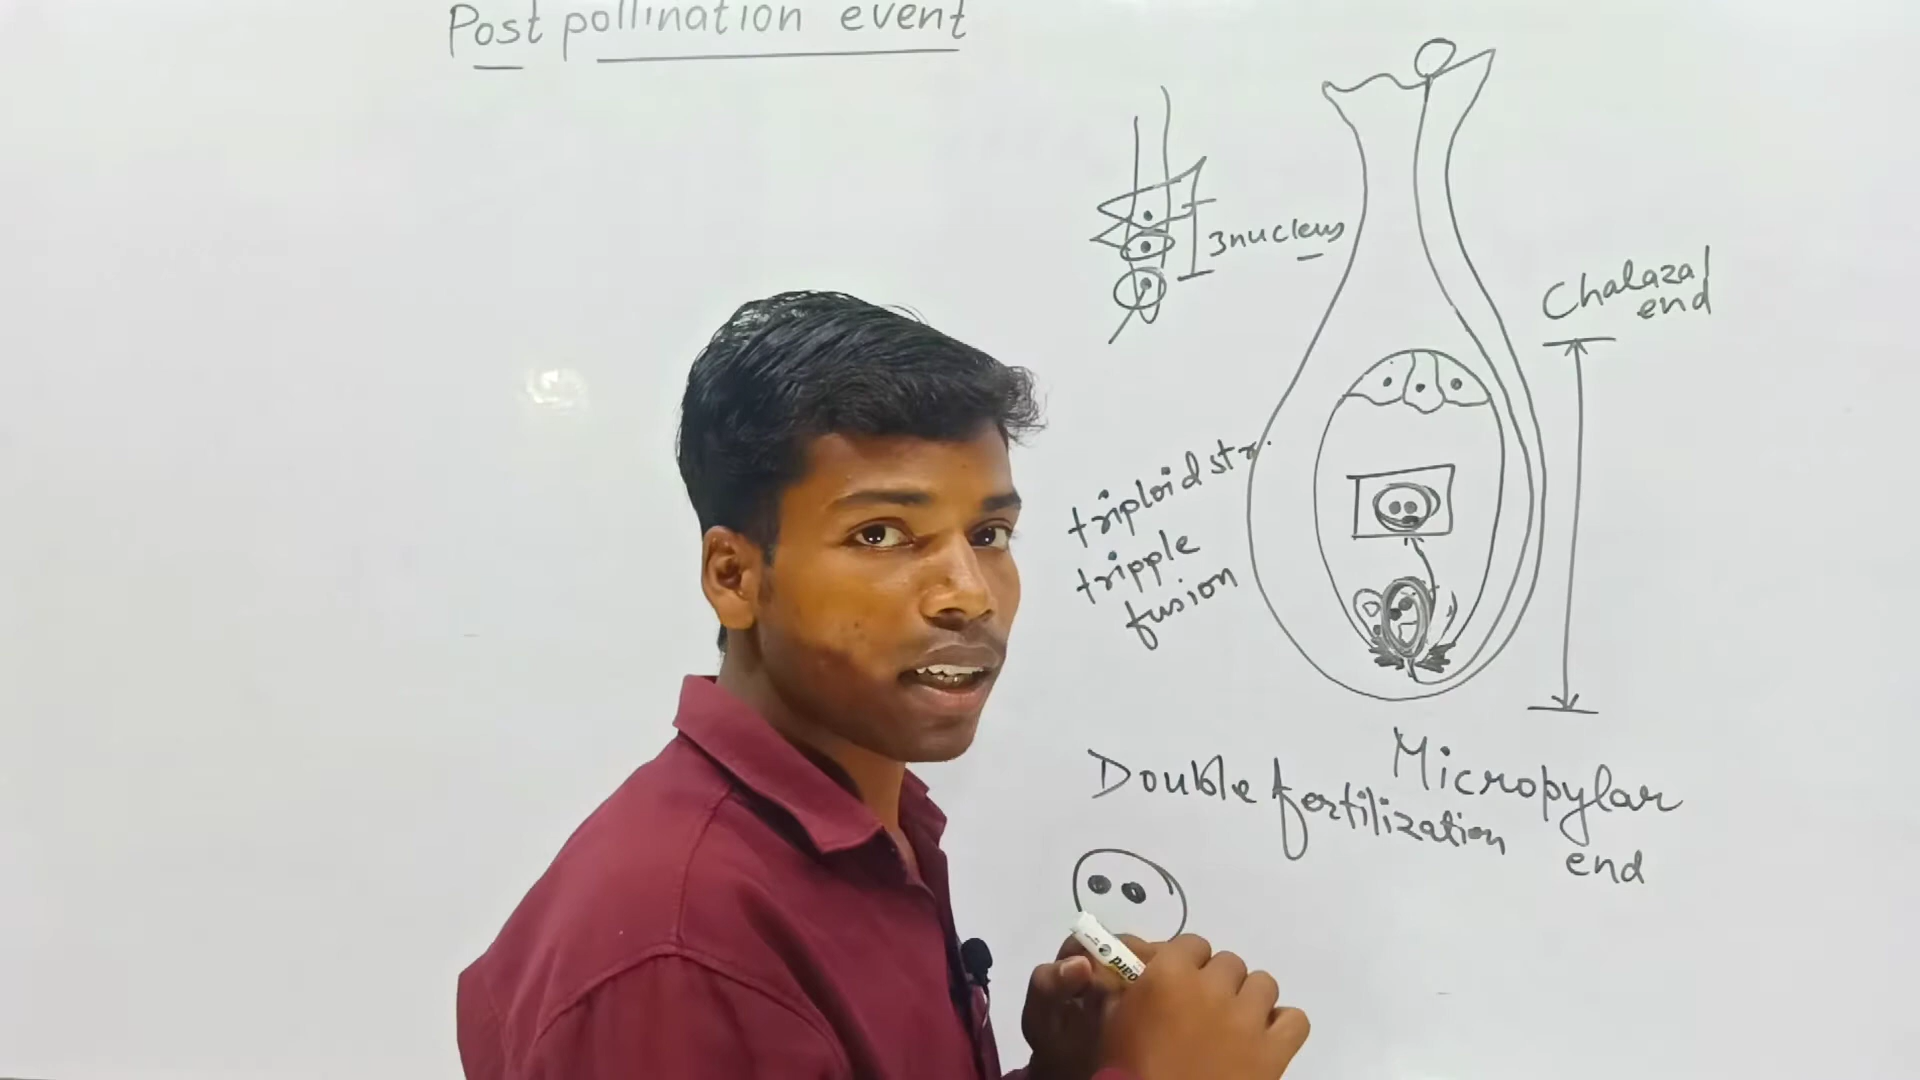 Post pollination event
3nucleus
Chalazal
end
triploid str.
tripple
fusion
Double fertilization
Micropylar
end